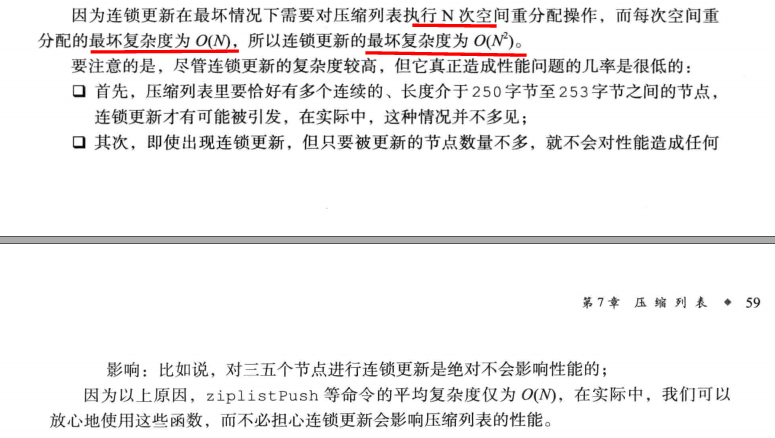 因为连锁更新在最坏情况下需要对压缩列表执行 N 次空间重分配操作，而每次空间重
分配的最坏复杂度为 O(N)，所以连锁更新的最坏复杂度为 O(N²)。
要注意的是，尽管连锁更新的复杂度较高，但它真正造成性能问题的几率是很低的：
❑ 首先，压缩列表里要恰好有多个连续的、长度介于 250 字节至 253 字节之间的节点，
连锁更新才有可能被引发，在实际中，这种情况并不多见；
❑ 其次，即使出现连锁更新，但只要被更新的节点数量不多，就不会对性能造成任何
第 7 章 压 缩 列 表 ◆ 59
影响：比如说，对三五个节点进行连锁更新是绝对不会影响性能的；
因为以上原因，ziplistPush 等命令的平均复杂度仅为 O(N)，在实际中，我们可以
放心地使用这些函数，而不必担心连锁更新会影响压缩列表的性能。